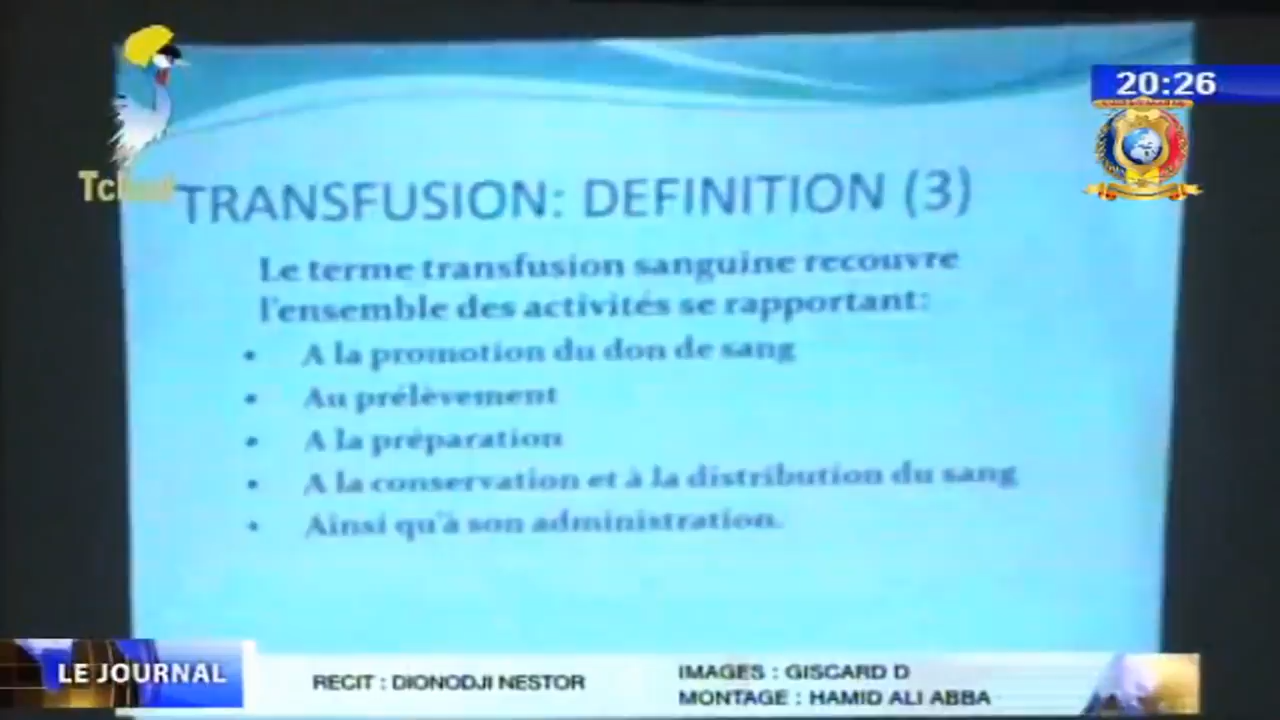 20:26
TRANSFUSION: DEFINITION (3)
Le terme transfusion sanguine recouvre
l'ensemble des activités se rapportant:
• A la promotion du don de sang
• Au prélèvement
• A la préparation
• A la conservation et à la distribution du sang
• Ainsi qu'à son administration.
LE JOURNAL
RECIT : DIONODJI NESTOR
IMAGES : GISCARD D
MONTAGE : HAMID ALI ABBA